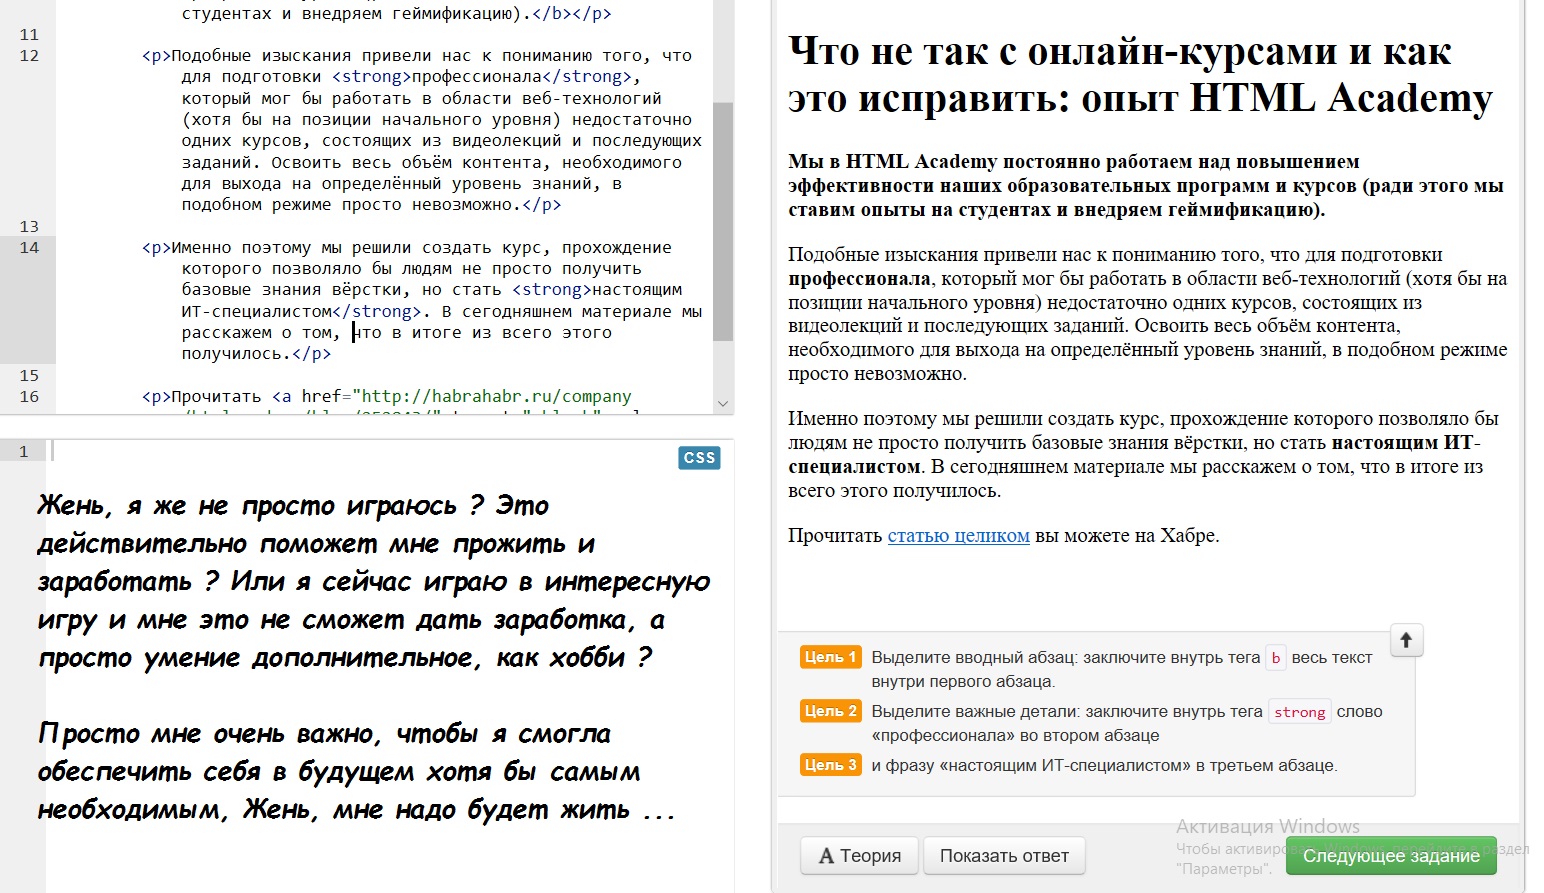 студентах и внедряем геймификацию).</b></p>
11
12 <p>Подобные изыскания привели нас к пониманию того, что
для подготовки <strong>профессионала</strong>,
который мог бы работать в области веб-технологий
(хотя бы на позиции начального уровня) недостаточно
одних курсов, состоящих из видеолекций и последующих
заданий. Освоить весь объём контента, необходимого
для выхода на определённый уровень знаний, в
подобном режиме просто невозможно.</p>
13
14 <p>Именно поэтому мы решили создать курс, прохождение
которого позволяло бы людям не просто получить
базовые знания вёрстки, но стать <strong>настоящим
ИТ-специалистом</strong>. В сегодняшнем материале мы
расскажем о том, что в итоге из всего этого
получилось.</p>
15
16 <p>Прочитать <a href="http://habrahabr.ru/company
1
CSS
Жень, я же не просто играюсь ? Это
действительно поможет мне прожить и
заработать ? Или я сейчас играю в интересную
игру и мне это не сможет дать заработка, а
просто умение дополнительное, как хобби ?
Просто мне очень важно, чтобы я смогла
обеспечить себя в будущем хотя бы самым
необходимым, Жень, мне надо будет жить ...
Что не так с онлайн-курсами и как
это исправить: опыт HTML Academy
Мы в HTML Academy постоянно работаем над повышением
эффективности наших образовательных программ и курсов (ради этого мы
ставим опыты на студентах и внедряем геймификацию).
Подобные изыскания привели нас к пониманию того, что для подготовки
профессионала, который мог бы работать в области веб-технологий (хотя бы на
позиции начального уровня) недостаточно одних курсов, состоящих из
видеолекций и последующих заданий. Освоить весь объём контента,
необходимого для выхода на определённый уровень знаний, в подобном режиме
просто невозможно.
Именно поэтому мы решили создать курс, прохождение которого позволяло бы
людям не просто получить базовые знания вёрстки, но стать настоящим ИТ-
специалистом. В сегодняшнем материале мы расскажем о том, что в итоге из
всего этого получилось.
Прочитать статью целиком вы можете на Хабре.
Цель 1 Выделите вводный абзац: заключите внутрь тега b весь текст
внутри первого абзаца.
Цель 2 Выделите важные детали: заключите внутрь тега strong слово
«профессионала» во втором абзаце
Цель 3 и фразу «настоящим ИТ-специалистом» в третьем абзаце.
A Теория
Показать ответ
Следующее задание
Активация Windows
Чтобы активировать Windows, перейдите в раздел
"Параметры".